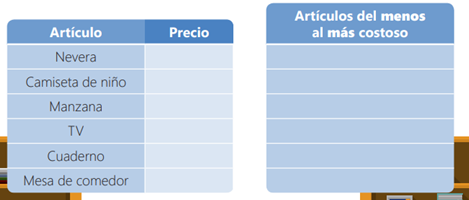 Artículo Precio
Nevera
Camiseta de niño
Manzana
TV
Cuaderno
Mesa de comedor
Artículos del menos
al más costoso